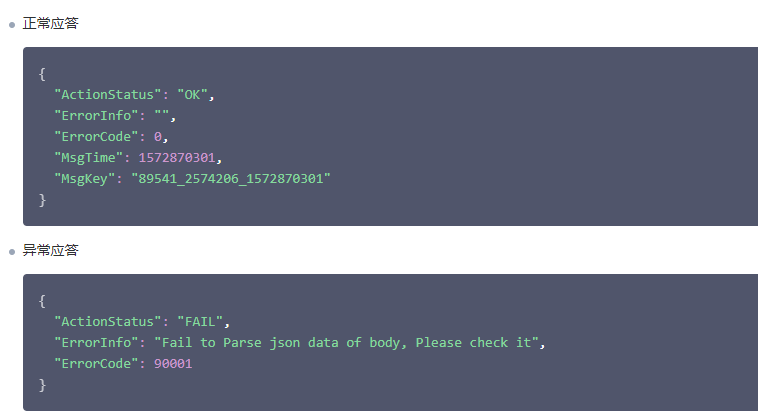 正常应答
{
"ActionStatus": "OK",
"ErrorInfo": "",
"ErrorCode": 0,
"MsgTime": 1572870301,
"MsgKey": "89541_2574206_1572870301"
}
异常应答
{
"ActionStatus": "FAIL",
"ErrorInfo": "Fail to Parse json data of body, Please check it",
"ErrorCode": 90001
}